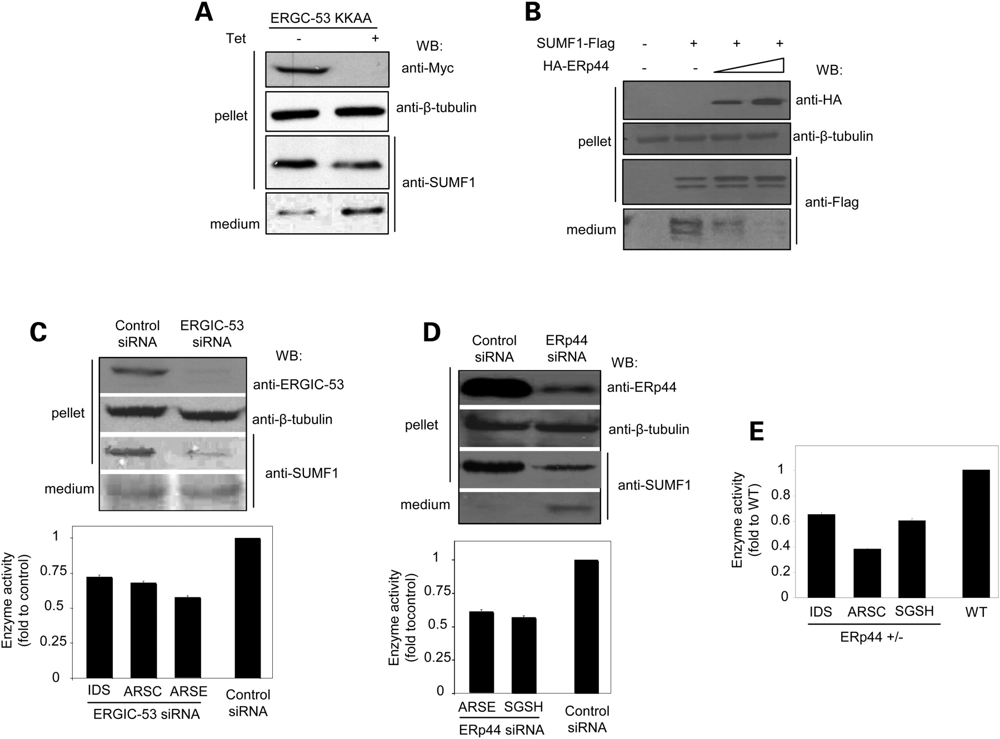 A
ERGC-53 KKAA
Tet - +
WB:
anti-Myc
anti-β-tubulin
pellet
anti-SUMF1
medium
B
SUMF1-Flag - + + +
HA-ERp44 - -
WB:
anti-HA
anti-β-tubulin
pellet
anti-Flag
medium
C
Control siRNA
ERGIC-53 siRNA
WB:
anti-ERGIC-53
pellet
anti-β-tubulin
anti-SUMF1
medium
Enzyme activity
(fold to control)
1
0.75
0.5
0.25
0
IDS ARSC ARSE
ERGIC-53 siRNA
Control
siRNA
D
Control siRNA
ERp44 siRNA
WB:
anti-ERp44
pellet
anti-β-tubulin
anti-SUMF1
medium
Enzyme activity
(fold tocontrol)
1
0.75
0.5
0.25
0
ARSE SGSH
ERp44 siRNA
Control
siRNA
E
Enzyme activity
(fold to WT)
1
0.8
0.6
0.4
0.2
0
IDS ARSC SGSH WT
ERp44 +/-